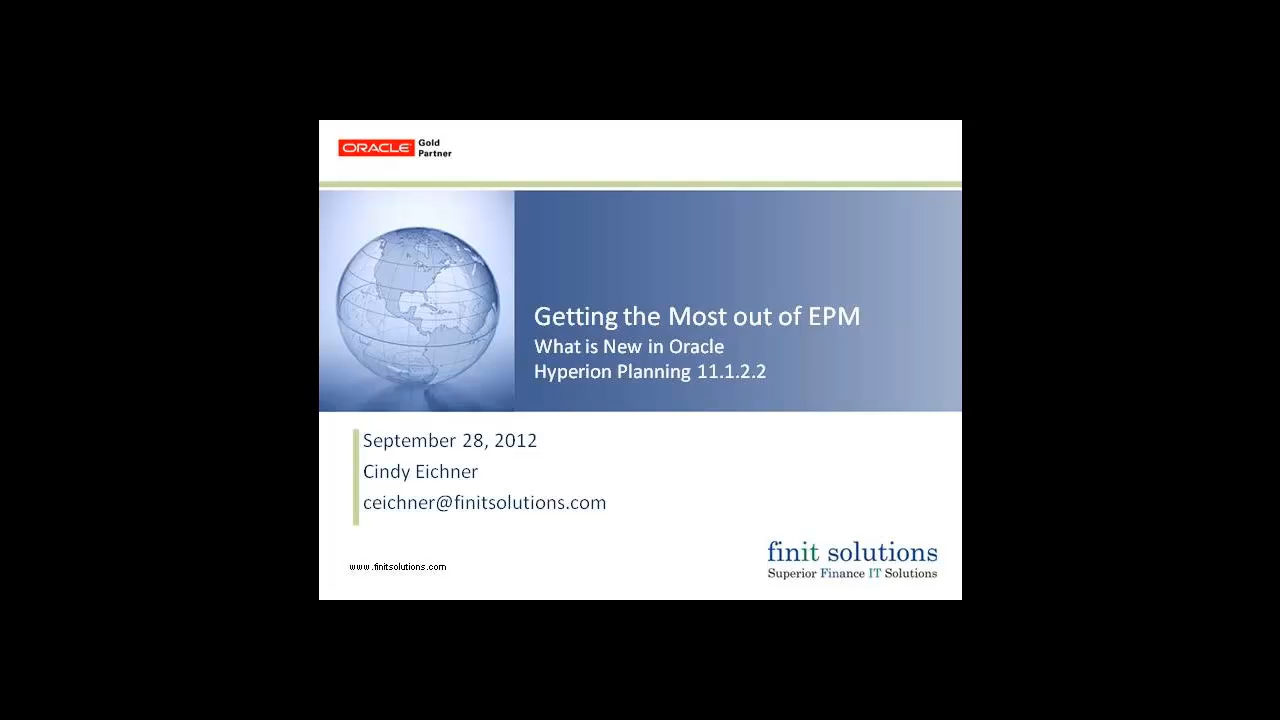 ORACLE Gold
Partner
Getting the Most out of EPM
What is New in Oracle
Hyperion Planning 11.1.2.2
September 28, 2012
Cindy Eichner
ceichner@finitsolutions.com
www.finitsolutions.com
finit solutions
Superior Finance IT Solutions